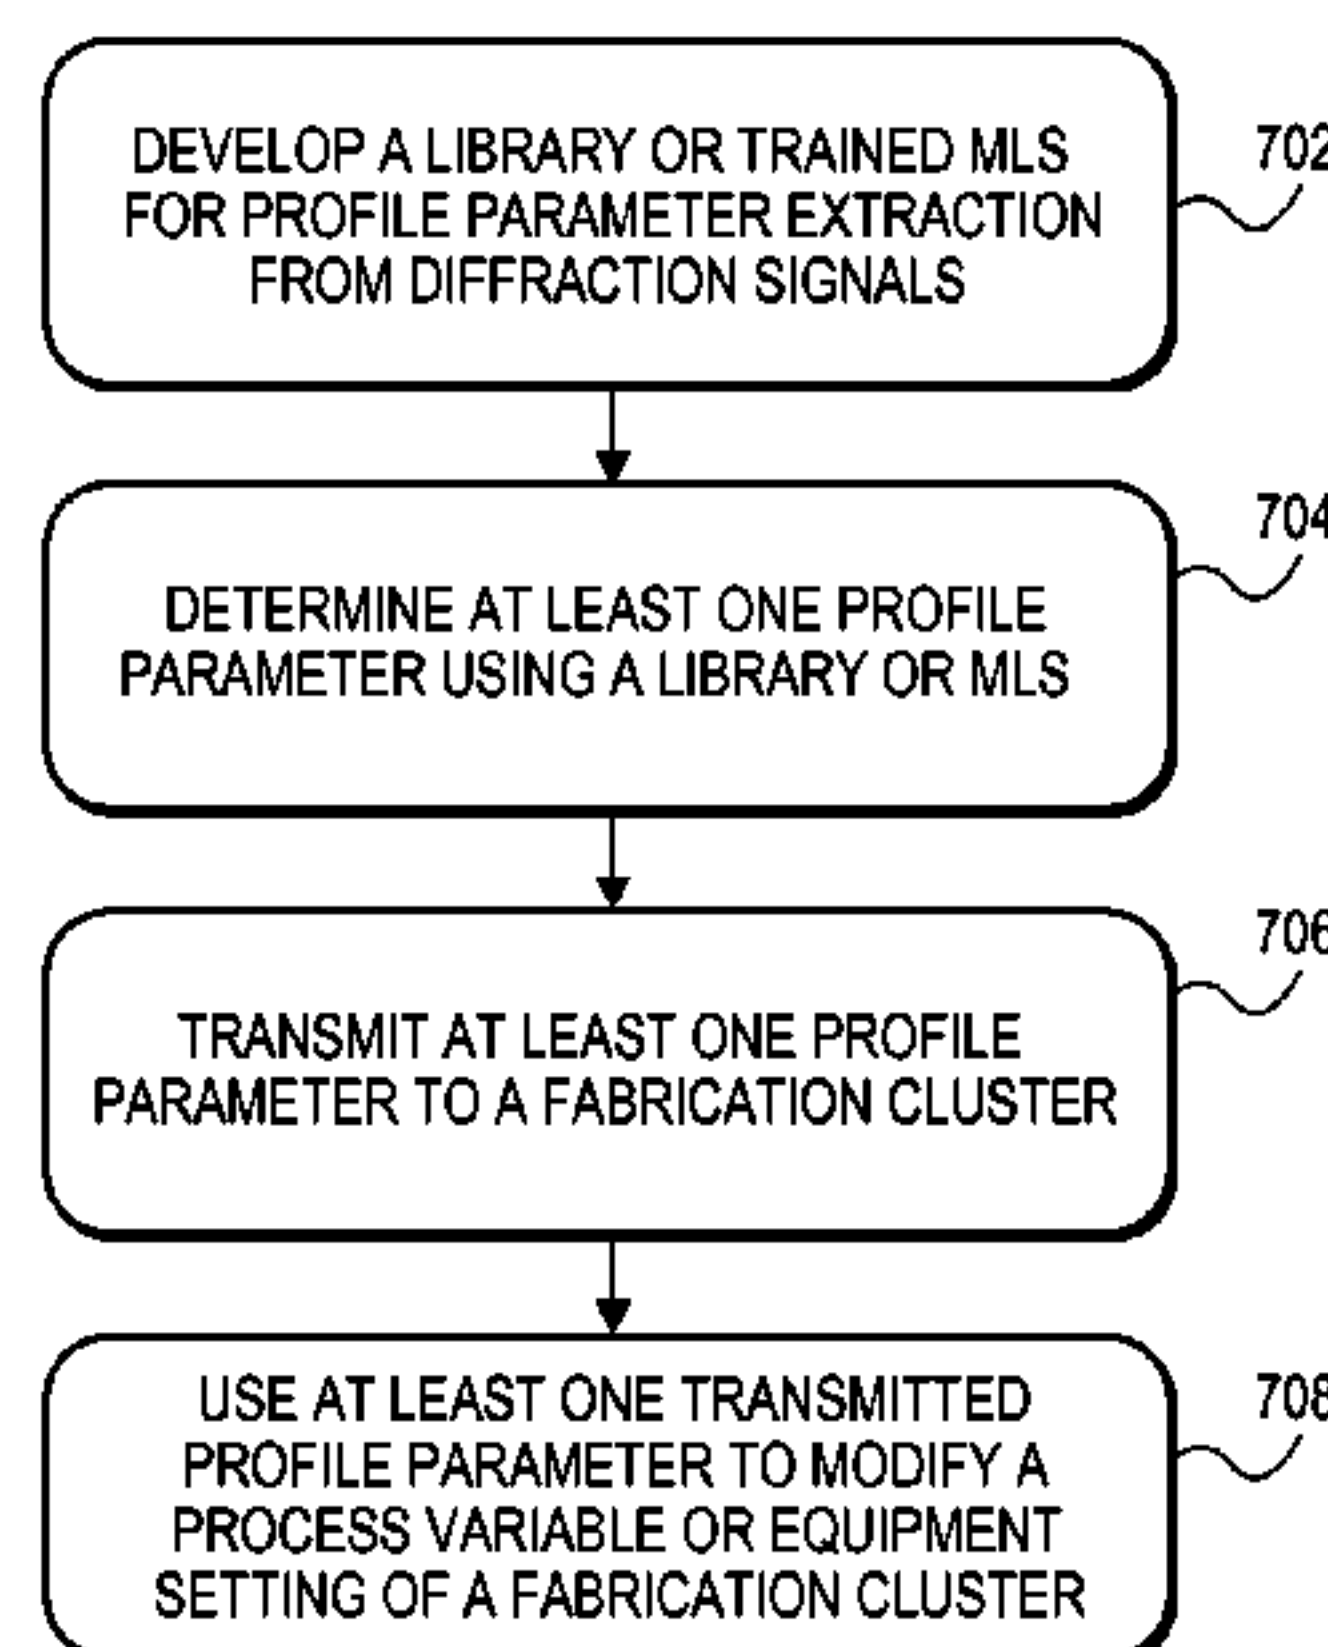 DEVELOP A LIBRARY OR TRAINED MLS
FOR PROFILE PARAMETER EXTRACTION
FROM DIFFRACTION SIGNALS
702
DETERMINE AT LEAST ONE PROFILE
PARAMETER USING A LIBRARY OR MLS
704
TRANSMIT AT LEAST ONE PROFILE
PARAMETER TO A FABRICATION CLUSTER
706
USE AT LEAST ONE TRANSMITTED
PROFILE PARAMETER TO MODIFY A
PROCESS VARIABLE OR EQUIPMENT
SETTING OF A FABRICATION CLUSTER
708